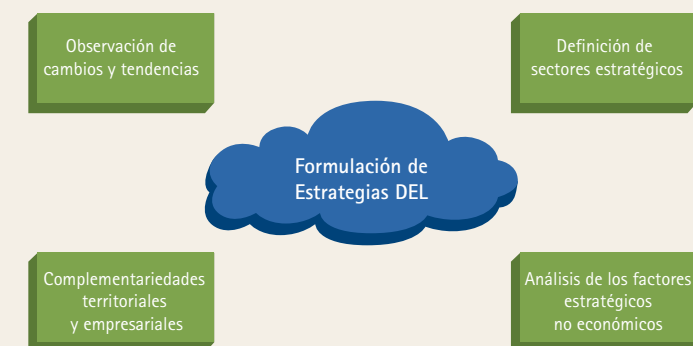 Observación de
cambios y tendencias
Definición de
sectores estratégicos
Formulación de
Estrategias DEL
Complementariedades
territoriales
y empresariales
Análisis de los factores
estratégicos
no económicos